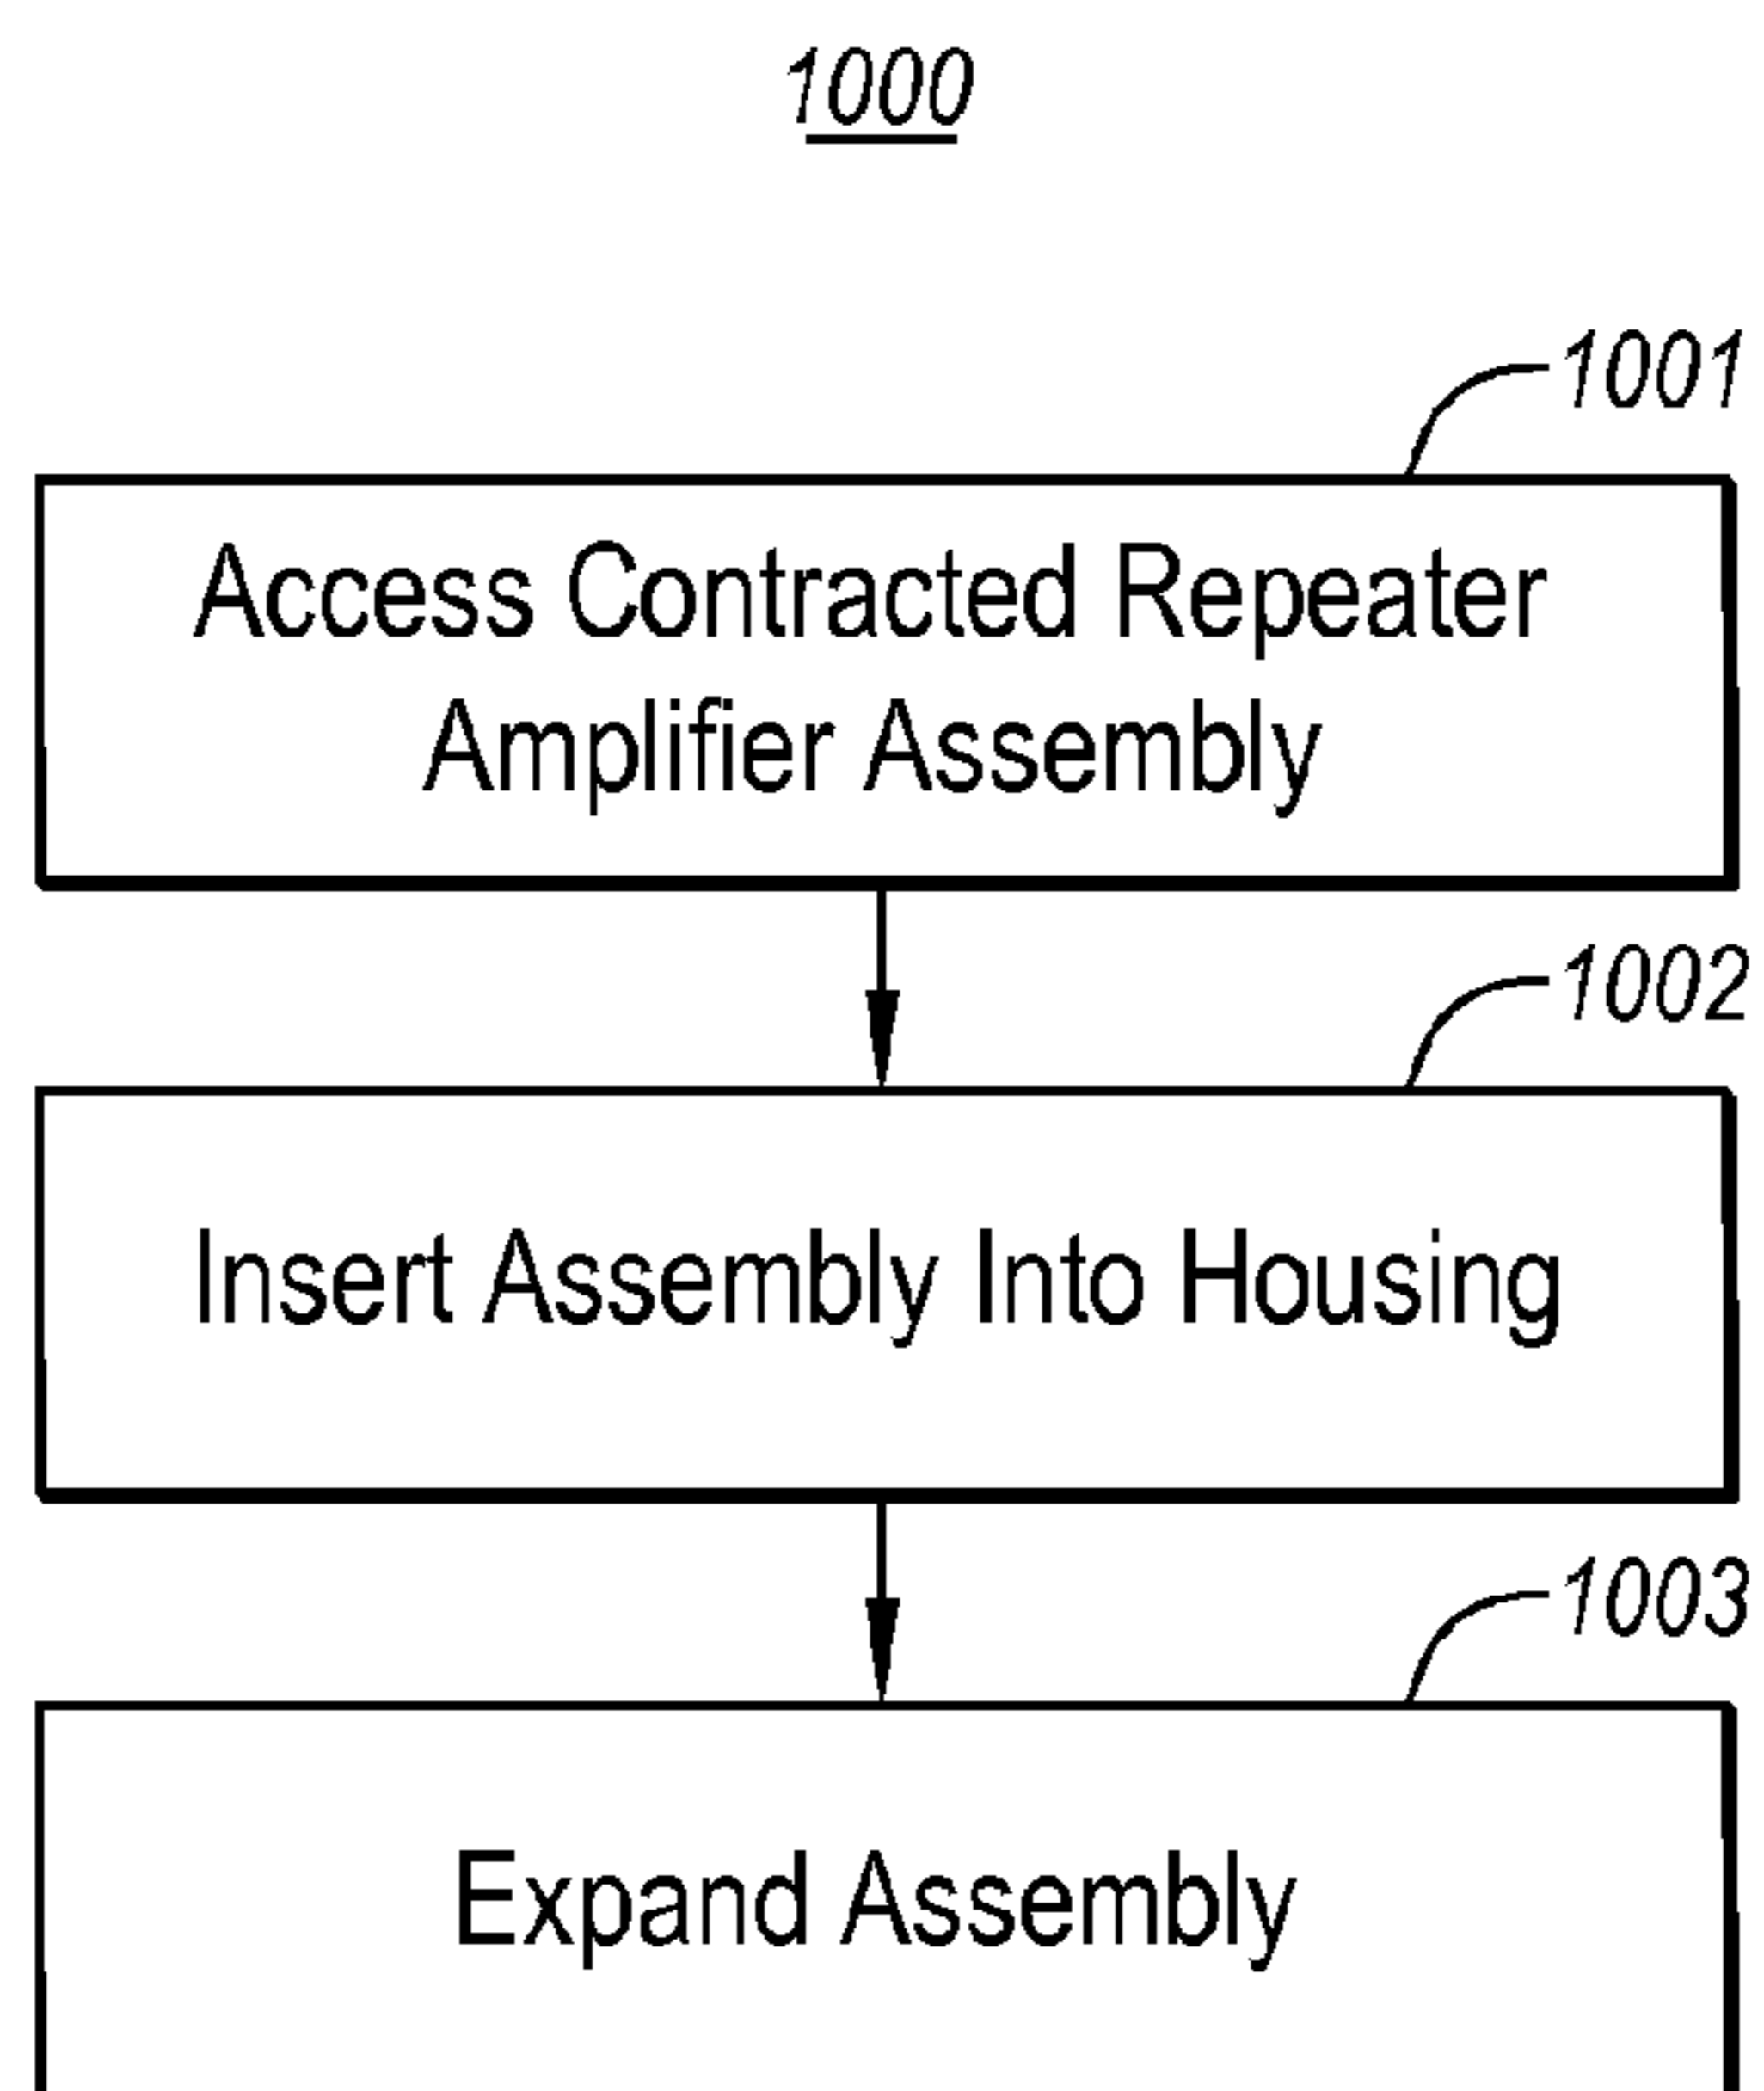 1000
1001
Access Contracted Repeater
Amplifier Assembly
1002
Insert Assembly Into Housing
1003
Expand Assembly